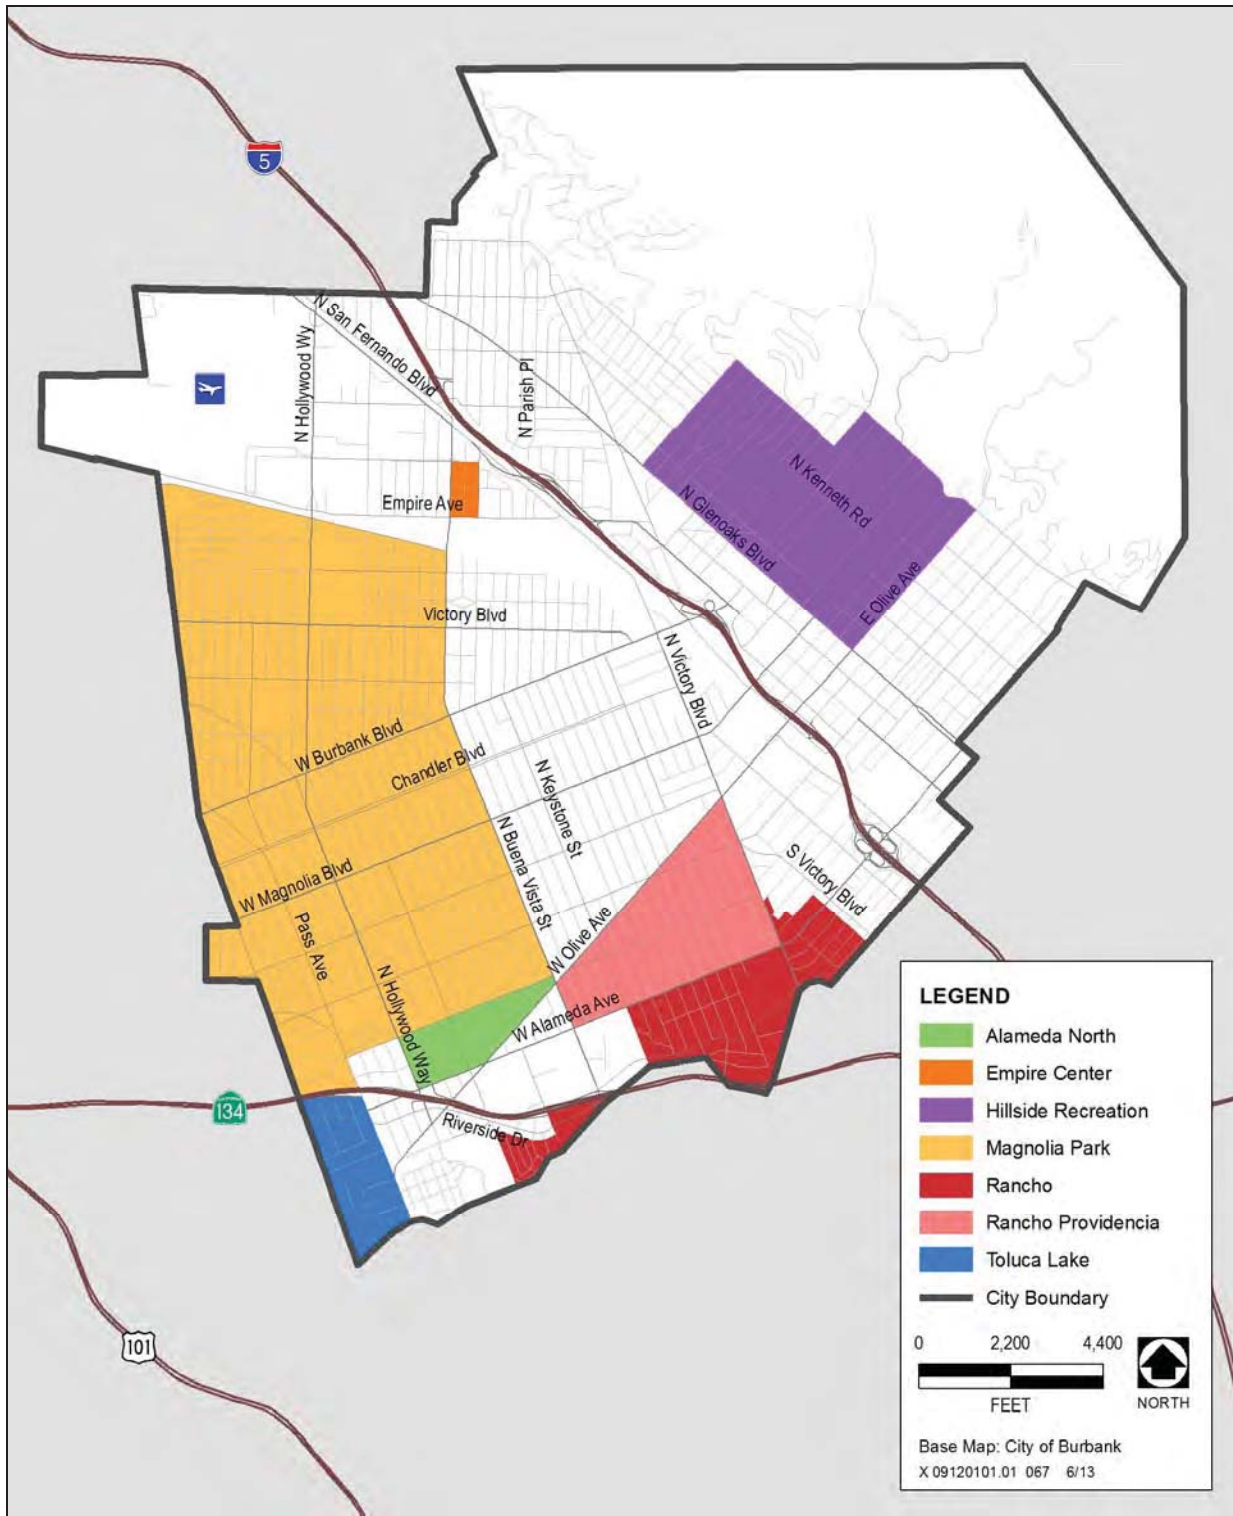 5
N San Fernando Blvd
N Hollywood Wy
N Parish Pl
N Kenneth Rd
Empire Ave
N Glenoaks Blvd
E Olive Ave
Victory Blvd
N Victory Blvd
W Burbank Blvd
Chandler Blvd
N Keystone St
N Buena Vista St
W Magnolia Blvd
S Victory Blvd
Pass Ave
W Olive Ave
N Hollywood Way
W Alameda Ave
134
Riverside Dr
101
LEGEND
Alameda North
Empire Center
Hillside Recreation
Magnolia Park
Rancho
Rancho Providencia
Toluca Lake
City Boundary
0 2,200 4,400
FEET
NORTH
Base Map: City of Burbank
X 09120101.01 067 6/13